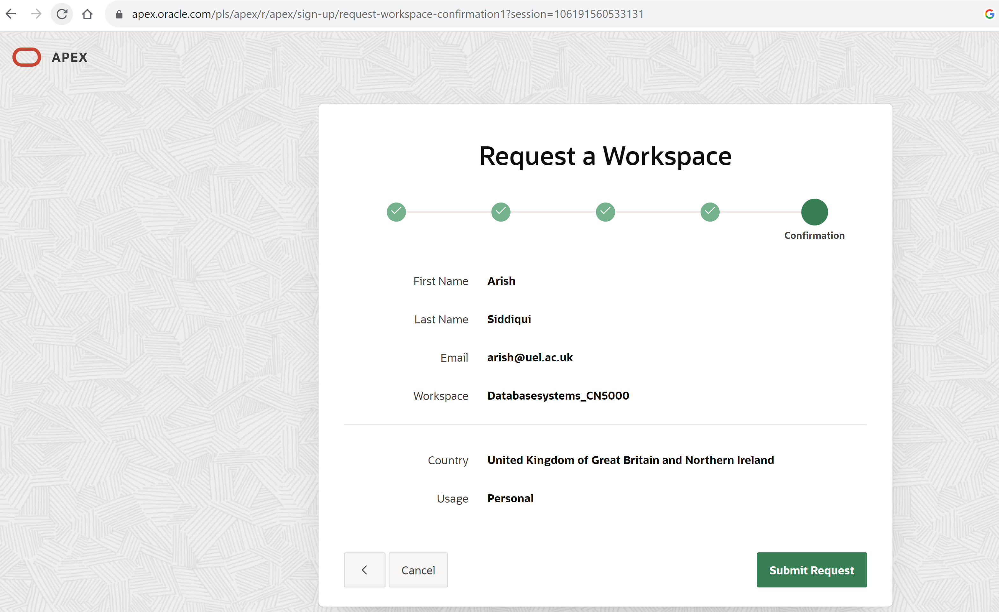 apex.oracle.com/pls/apex/r/apex/sign-up/request-workspace-confirmation1?session=106191560533131
APEX
Request a Workspace
Confirmation
First Name Arish
Last Name Siddiqui
Email arish@uel.ac.uk
Workspace Databasesystems_CN5000
Country United Kingdom of Great Britain and Northern Ireland
Usage Personal
Cancel Submit Request